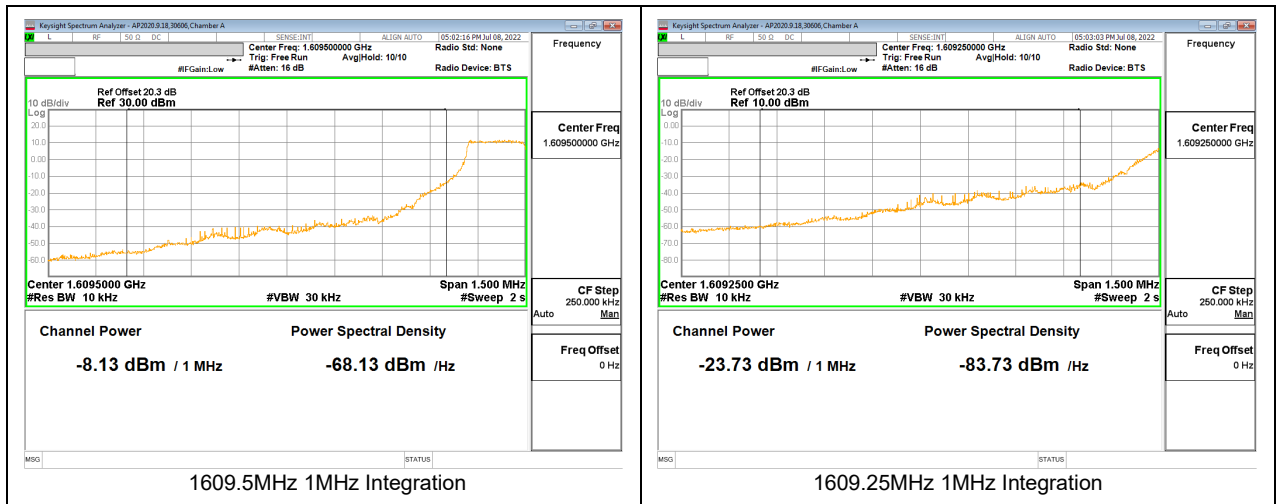 Keysight Spectrum Analyzer - AP2020.9.18,30606,Chamber A
LXI L RF 50 Ω DC SENSE:INT ALIGN AUTO 05:02:16 PM Jul 08, 2022
Center Freq: 1.609500000 GHz Radio Std: None
Trig: Free Run Avg|Hold: 10/10
#IFGain:Low #Atten: 16 dB Radio Device: BTS
Ref Offset 20.3 dB
10 dB/div Ref 30.00 dBm
Log
20.0
10.0
0.00
-10.0
-20.0
-30.0
-40.0
-50.0
-60.0
Center 1.6095000 GHz Span 1.500 MHz
#Res BW 10 kHz #VBW 30 kHz #Sweep 2 s
Channel Power Power Spectral Density
-8.13 dBm / 1 MHz -68.13 dBm /Hz
MSG STATUS
Frequency
Center Freq
1.609500000 GHz
CF Step
250.000 kHz
Auto Man
Freq Offset
0 Hz
1609.5MHz 1MHz Integration
Keysight Spectrum Analyzer - AP2020.9.18,30606,Chamber A
LXI L RF 50 Ω DC SENSE:INT ALIGN AUTO 05:03:03 PM Jul 08, 2022
Center Freq: 1.609250000 GHz Radio Std: None
Trig: Free Run Avg|Hold: 10/10
#IFGain:Low #Atten: 16 dB Radio Device: BTS
Ref Offset 20.3 dB
10 dB/div Ref 10.00 dBm
Log
0.00
-10.0
-20.0
-30.0
-40.0
-50.0
-60.0
-70.0
-80.0
Center 1.6092500 GHz Span 1.500 MHz
#Res BW 10 kHz #VBW 30 kHz #Sweep 2 s
Channel Power Power Spectral Density
-23.73 dBm / 1 MHz -83.73 dBm /Hz
MSG STATUS
Frequency
Center Freq
1.609250000 GHz
CF Step
250.000 kHz
Auto Man
Freq Offset
0 Hz
1609.25MHz 1MHz Integration